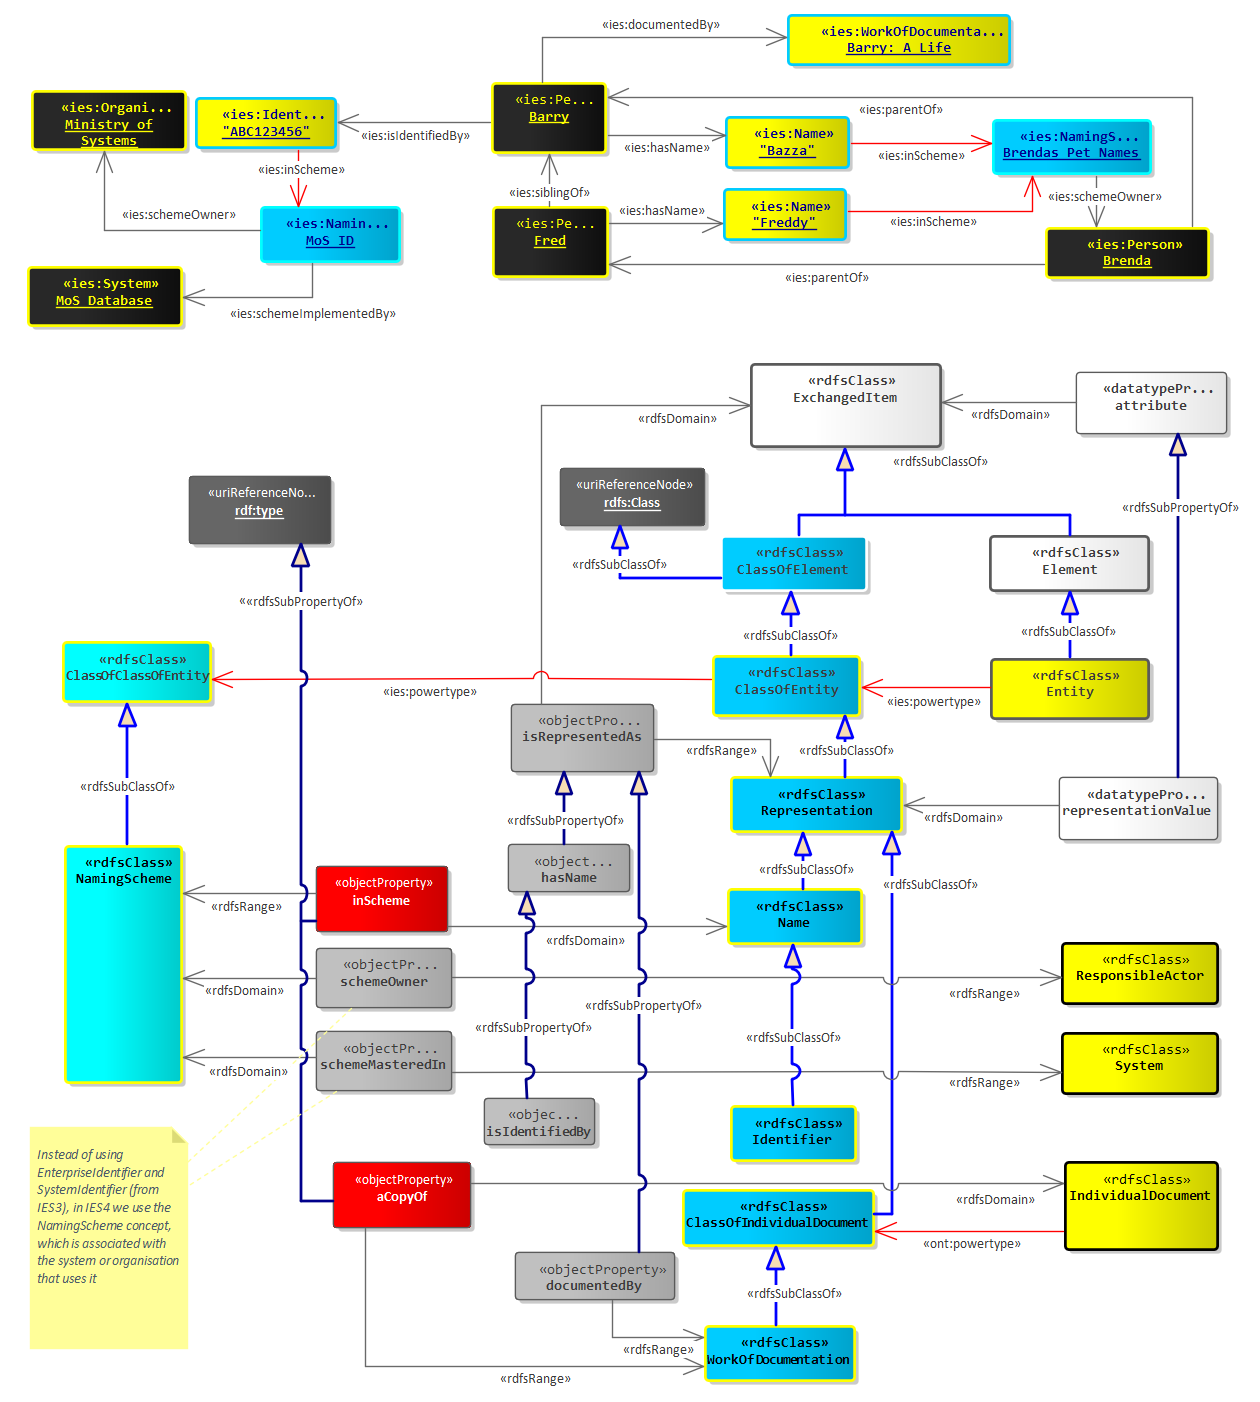 «ies:documentedBy»
«ies:WorkOfDocumenta...
Barry: A Life
«ies:Organi...
Ministry of
Systems
«ies:Ident...
"ABC123456"
«ies:isIdentifiedBy»
«ies:Pe...
Barry
«ies:parentOf»
«ies:hasName»
«ies:Name»
"Bazza"
«ies:inScheme»
«ies:NamingS...
Brendas Pet Names
«ies:inScheme»
«ies:siblingOf»
«ies:schemeOwner»
«ies:schemeOwner»
«ies:Namin...
MoS ID
«ies:Pe...
Fred
«ies:hasName»
«ies:Name»
"Freddy"
«ies:inScheme»
«ies:Person»
Brenda
«ies:parentOf»
«ies:System»
MoS Database
«ies:schemeImplementedBy»
«rdfsClass»
ExchangedItem
«rdfsDomain»
«rdfsDomain»
«datatypePr...
attribute
«rdfsSubClassOf»
«uriReferenceNo...
rdf:type
«uriReferenceNode»
rdfs:Class
«rdfsSubPropertyOf»
«rdfsSubClassOf»
«rdfsClass»
ClassOfElement
«rdfsClass»
Element
««rdfsSubPropertyOf»
«rdfsSubClassOf»
«rdfsSubClassOf»
«rdfsClass»
ClassOfClassOfEntity
«ies:powertype»
«rdfsClass»
ClassOfEntity
«ies:powertype»
«rdfsClass»
Entity
«objectPro...
isRepresentedAs
«rdfsRange»
«rdfsSubClassOf»
«rdfsSubClassOf»
«rdfsClass»
Representation
«rdfsDomain»
«datatypePro...
representationValue
«rdfsSubPropertyOf»
«rdfsClass»
NamingScheme
«object...
hasName
«rdfsSubClassOf»
«rdfsSubClassOf»
«rdfsRange»
«objectProperty»
inScheme
«rdfsDomain»
«rdfsClass»
Name
«rdfsDomain»
«objectPr...
schemeOwner
«rdfsRange»
«rdfsClass»
ResponsibleActor
«rdfsSubPropertyOf»
«rdfsSubPropertyOf»
«rdfsSubClassOf»
«rdfsDomain»
«objectPr...
schemeMasteredIn
«rdfsRange»
«rdfsClass»
System
«objec...
isIdentifiedBy
«rdfsClass»
Identifier
Instead of using
EnterpriseIdentifier and
SystemIdentifier (from
IES3), in IES4 we use the
NamingScheme concept,
which is associated with
the system or organisation
that uses it
«objectProperty»
aCopyOf
«rdfsDomain»
«rdfsClass»
IndividualDocument
«rdfsClass»
ClassOfIndividualDocument
«ont:powertype»
«objectProperty»
documentedBy
«rdfsSubClassOf»
«rdfsRange»
«rdfsClass»
WorkOfDocumentation
«rdfsRange»